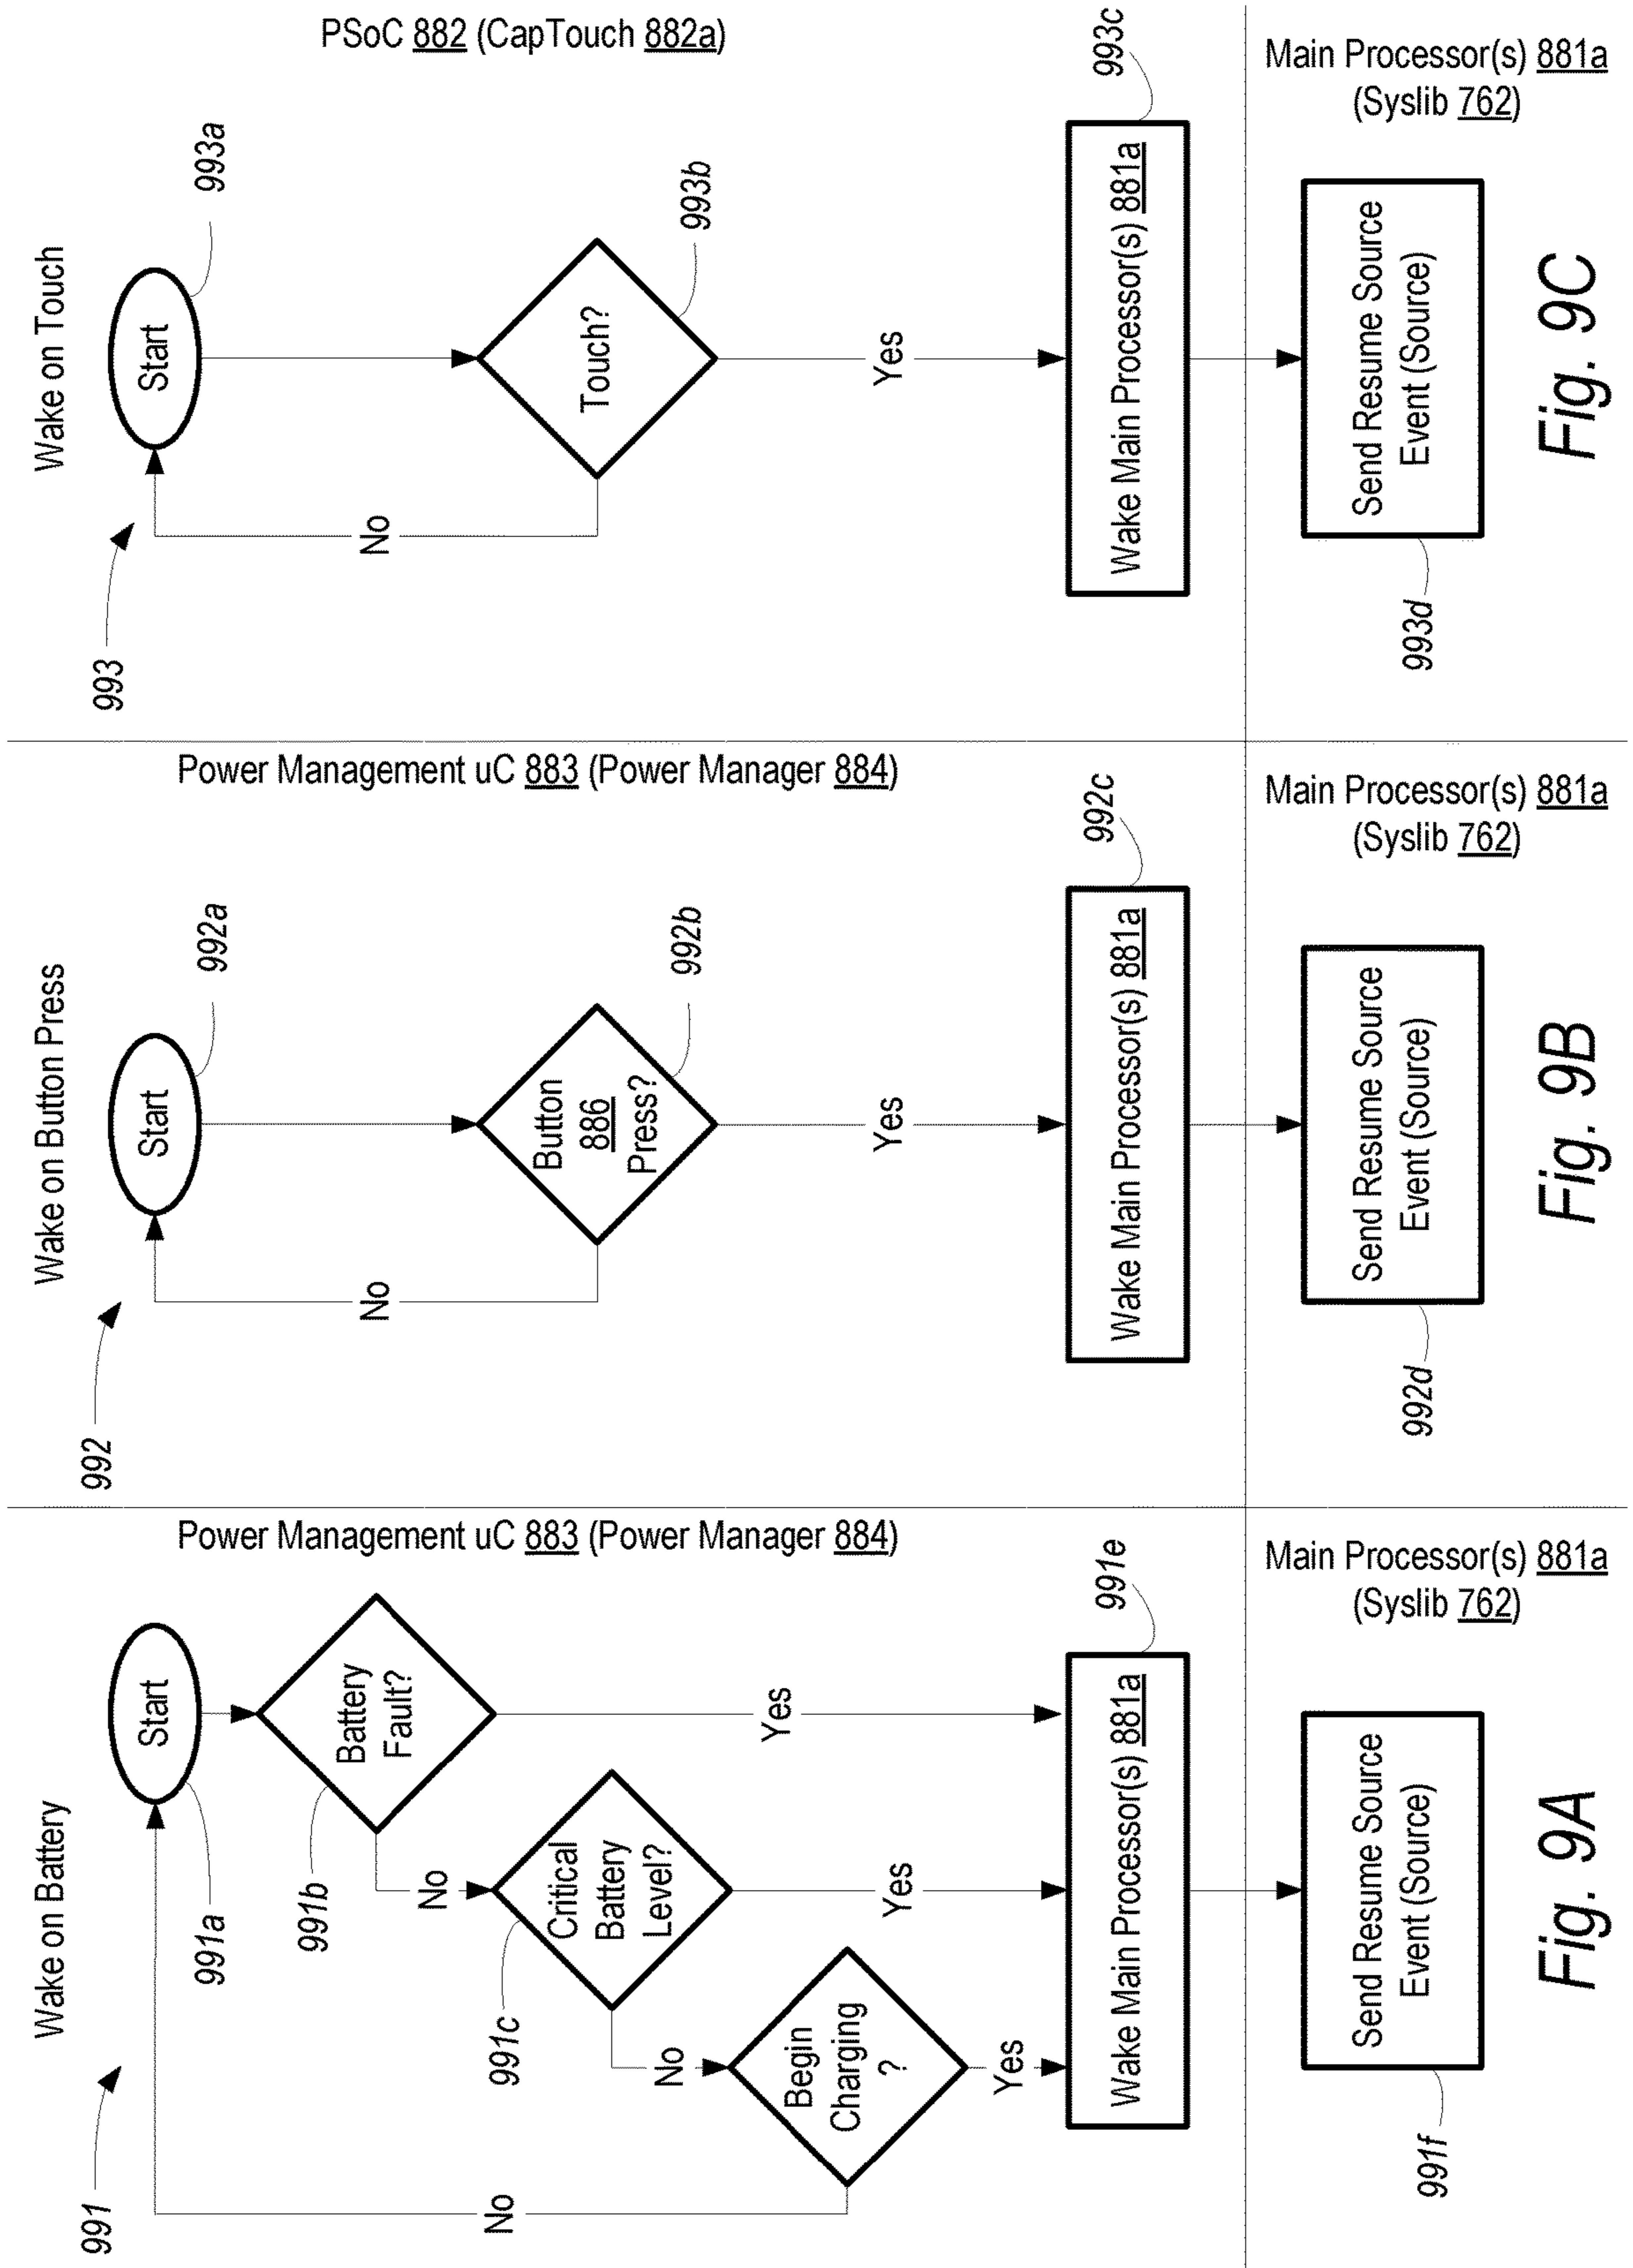 Wake on Battery
991
Power Management uC 883 (Power Manager 884)
Start
991a
Battery
Fault?
991b
No
Yes
Critical
Battery
Level?
991c
No
Yes
Begin
Charging
?
No
Yes
Wake Main Processor(s) 881a
991e
Main Processor(s) 881a
(Syslib 762)
Send Resume Source
Event (Source)
991f
Fig. 9A
Wake on Button Press
992
Power Management uC 883 (Power Manager 884)
Start
992a
Button
886
Press?
992b
No
Yes
Wake Main Processor(s) 881a
992c
Main Processor(s) 881a
(Syslib 762)
Send Resume Source
Event (Source)
992d
Fig. 9B
Wake on Touch
993
PSoC 882 (CapTouch 882a)
Start
993a
Touch?
993b
No
Yes
Wake Main Processor(s) 881a
993c
Main Processor(s) 881a
(Syslib 762)
Send Resume Source
Event (Source)
993d
Fig. 9C